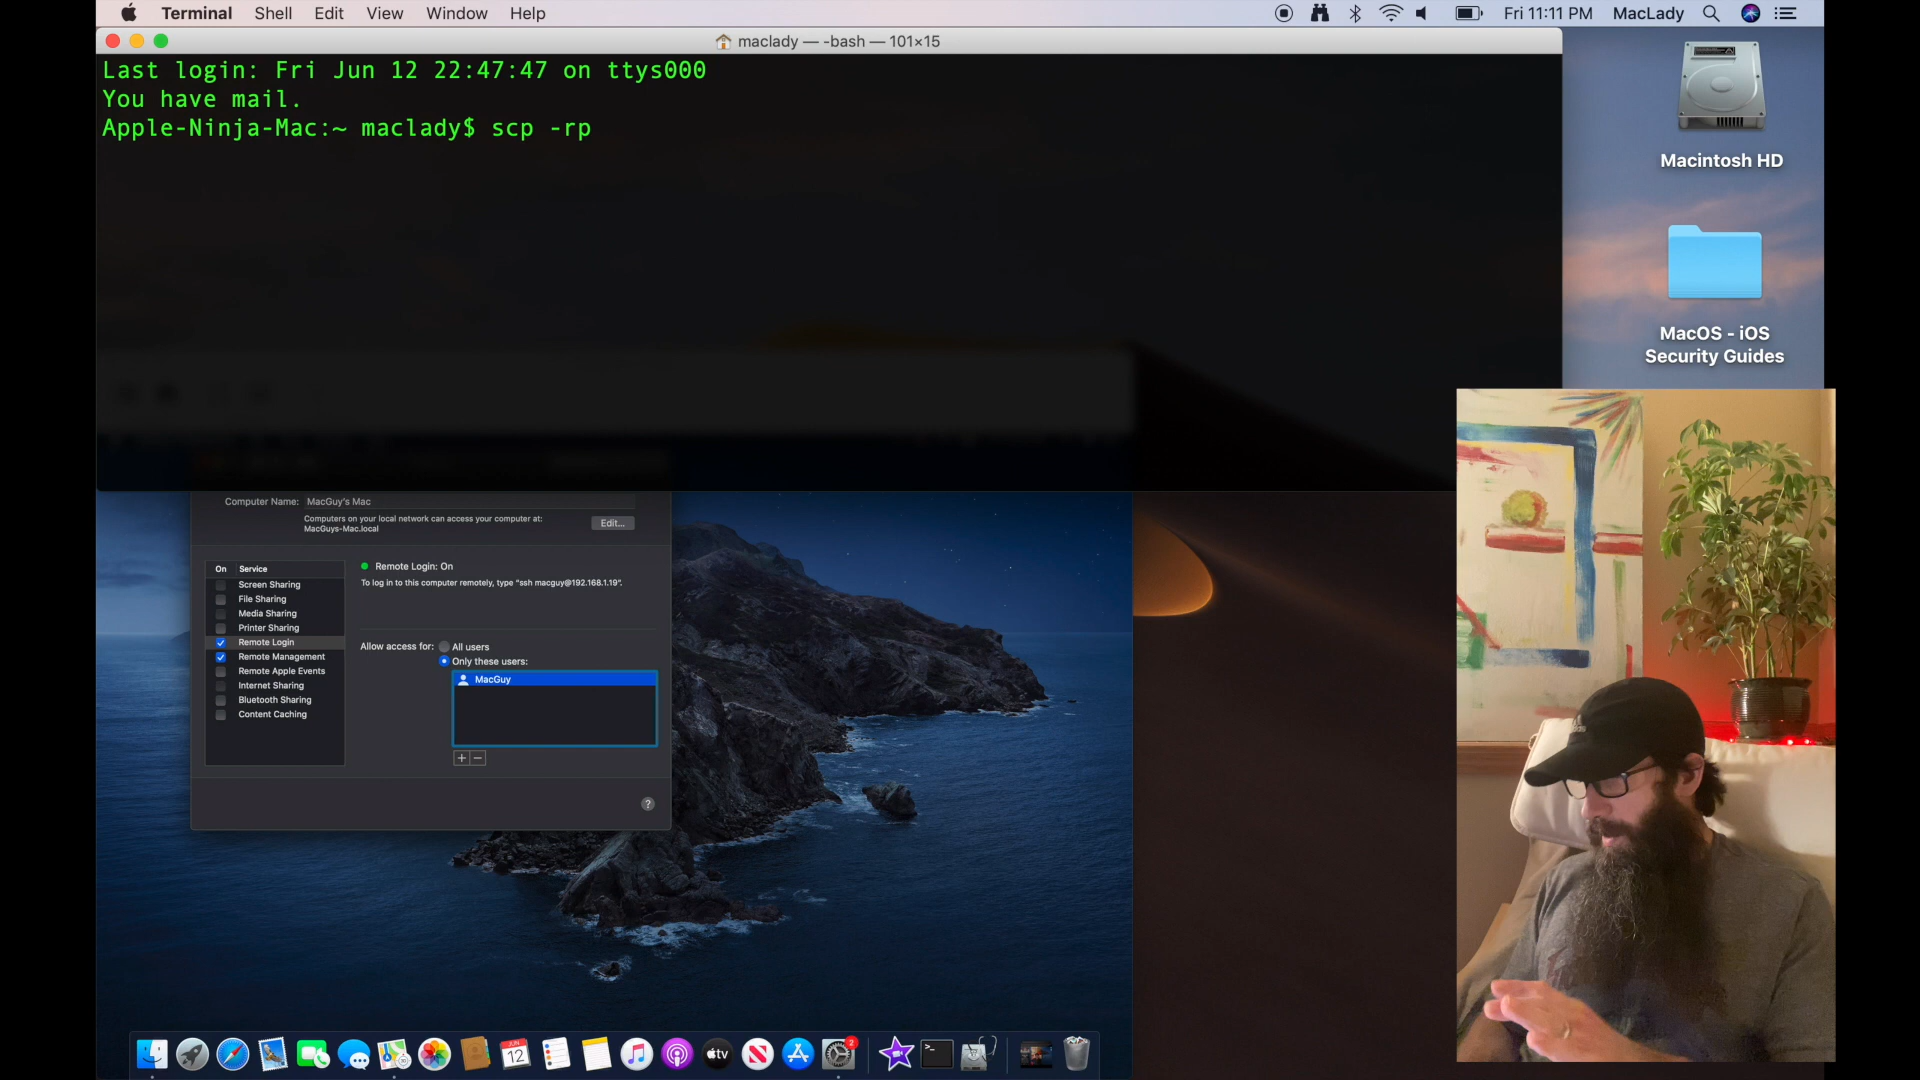 Terminal Shell Edit View Window Help
Fri 11:11 PM MacLady
maclady — -bash — 101×15
Last login: Fri Jun 12 22:47:47 on ttys000
You have mail.
Apple-Ninja-Mac:~ maclady$ scp -rp
Macintosh HD
MacOS - iOS
Security Guides
Computer Name: MacGuy's Mac
Computers on your local network can access your computer at:
MacGuys-Mac.local
Edit...
On Service
Screen Sharing
File Sharing
Media Sharing
Printer Sharing
Remote Login
Remote Management
Remote Apple Events
Internet Sharing
Bluetooth Sharing
Content Caching
Remote Login: On
To log in to this computer remotely, type "ssh macguy@192.168.1.19".
Allow access for: All users
Only these users:
MacGuy
+ −
?
JUN
12
tv
2
>_